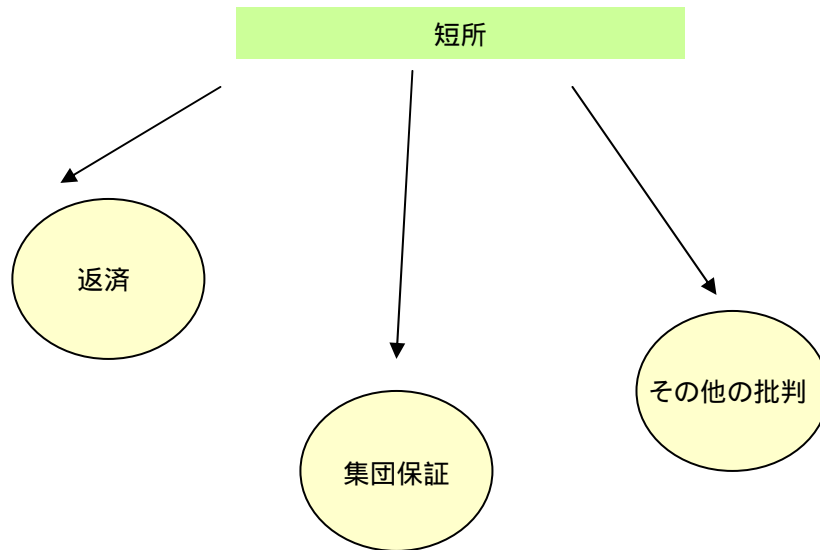 短所
返済
その他の批判
集団保証